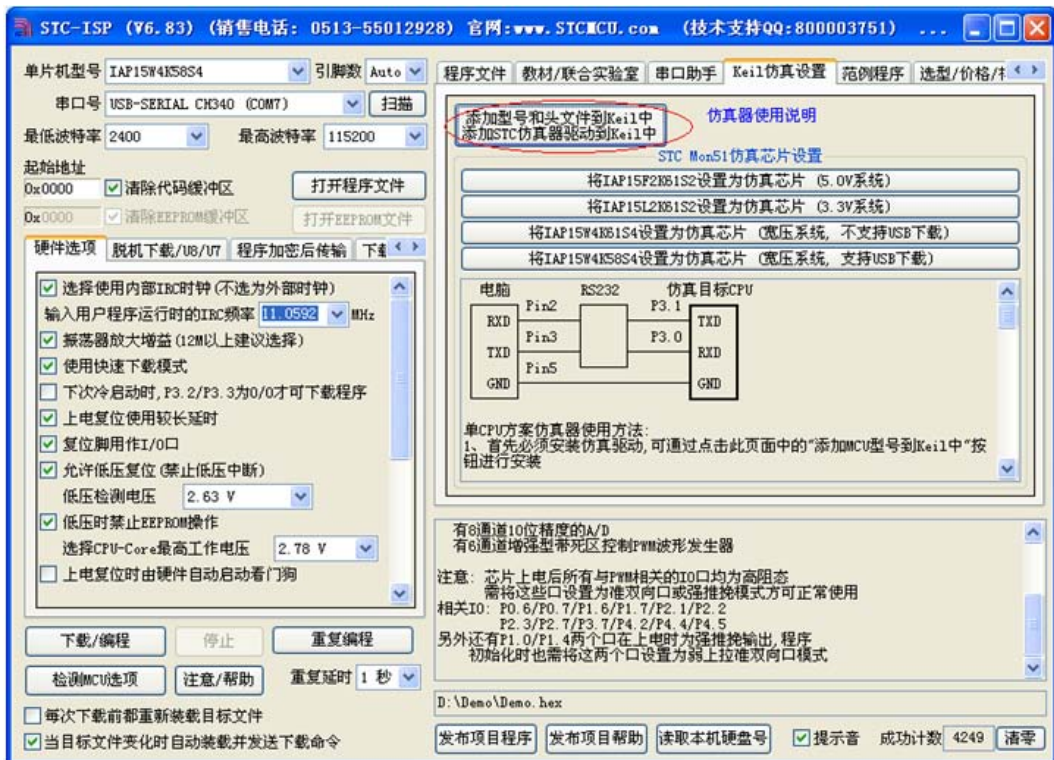 STC-ISP (V6.83) (销售电话: 0513-55012928) 官网:www.STCMCU.com (技术支持QQ:800003751) ...
单片机型号 IAP15W4K58S4 引脚数 Auto
串口号 USB-SERIAL CH340 (COM7) 扫描
最低波特率 2400 最高波特率 115200
起始地址
0x0000 清除代码缓冲区 打开程序文件
0x0000 清除EEPROM缓冲区 打开EEPROM文件
硬件选项 脱机下载/U8/U7 程序加密后传输
选择使用内部IRC时钟(不选为外部时钟)
输入用户程序运行时的IRC频率 11.0592 MHz
振荡器放大增益(12M以上建议选择)
使用快速下载模式
下次冷启动时,P3.2/P3.3为0/0才可下载程序
上电复位使用较长延时
复位脚用作I/O口
允许低压复位(禁止低压中断)
低压检测电压 2.63 V
低压时禁止EEPROM操作
选择CPU-Core最高工作电压 2.78 V
上电复位时由硬件自动启动看门狗
下载/编程 停止 重复编程
检测MCU选项 注意/帮助 重复延时 1 秒
每次下载前都重新装载目标文件
当目标文件变化时自动装载并发送下载命令
程序文件 教材/联合实验室 串口助手 Keil仿真设置 范例程序 选型/价格/
添加型号和头文件到Keil中
添加STC仿真器驱动到Keil中
仿真器使用说明
STC Mon51仿真芯片设置
将IAP15F2K61S2设置为仿真芯片 (5.0V系统)
将IAP15L2K61S2设置为仿真芯片 (3.3V系统)
将IAP15W4K61S4设置为仿真芯片 (宽压系统, 不支持USB下载)
将IAP15W4K58S4设置为仿真芯片 (宽压系统, 支持USB下载)
电脑 RS232 仿真目标CPU
RXD Pin2 P3.1 TXD
TXD Pin3 P3.0 RXD
GND Pin5 GND
单CPU方案仿真器使用方法:
1、首先必须安装仿真驱动,可通过点击此页面中的"添加MCU型号到Keil中"按
钮进行安装
有8通道10位精度的A/D
有6通道增强型带死区控制PWM波形发生器
注意: 芯片上电后所有与PWM相关的IO口均为高阻态
需将这些口设置为准双向口或强推挽模式方可正常使用
相关IO: P0.6/P0.7/P1.6/P1.7/P2.1/P2.2
P2.3/P2.7/P3.7/P4.2/P4.4/P4.5
另外还有P1.0/P1.4两个口在上电时为强推挽输出,程序
初始化时也需将这两个口设置为弱上拉准双向口模式
D:\Demo\Demo.hex
发布项目程序 发布项目帮助 读取本机硬盘号 提示音 成功计数 4249 清零